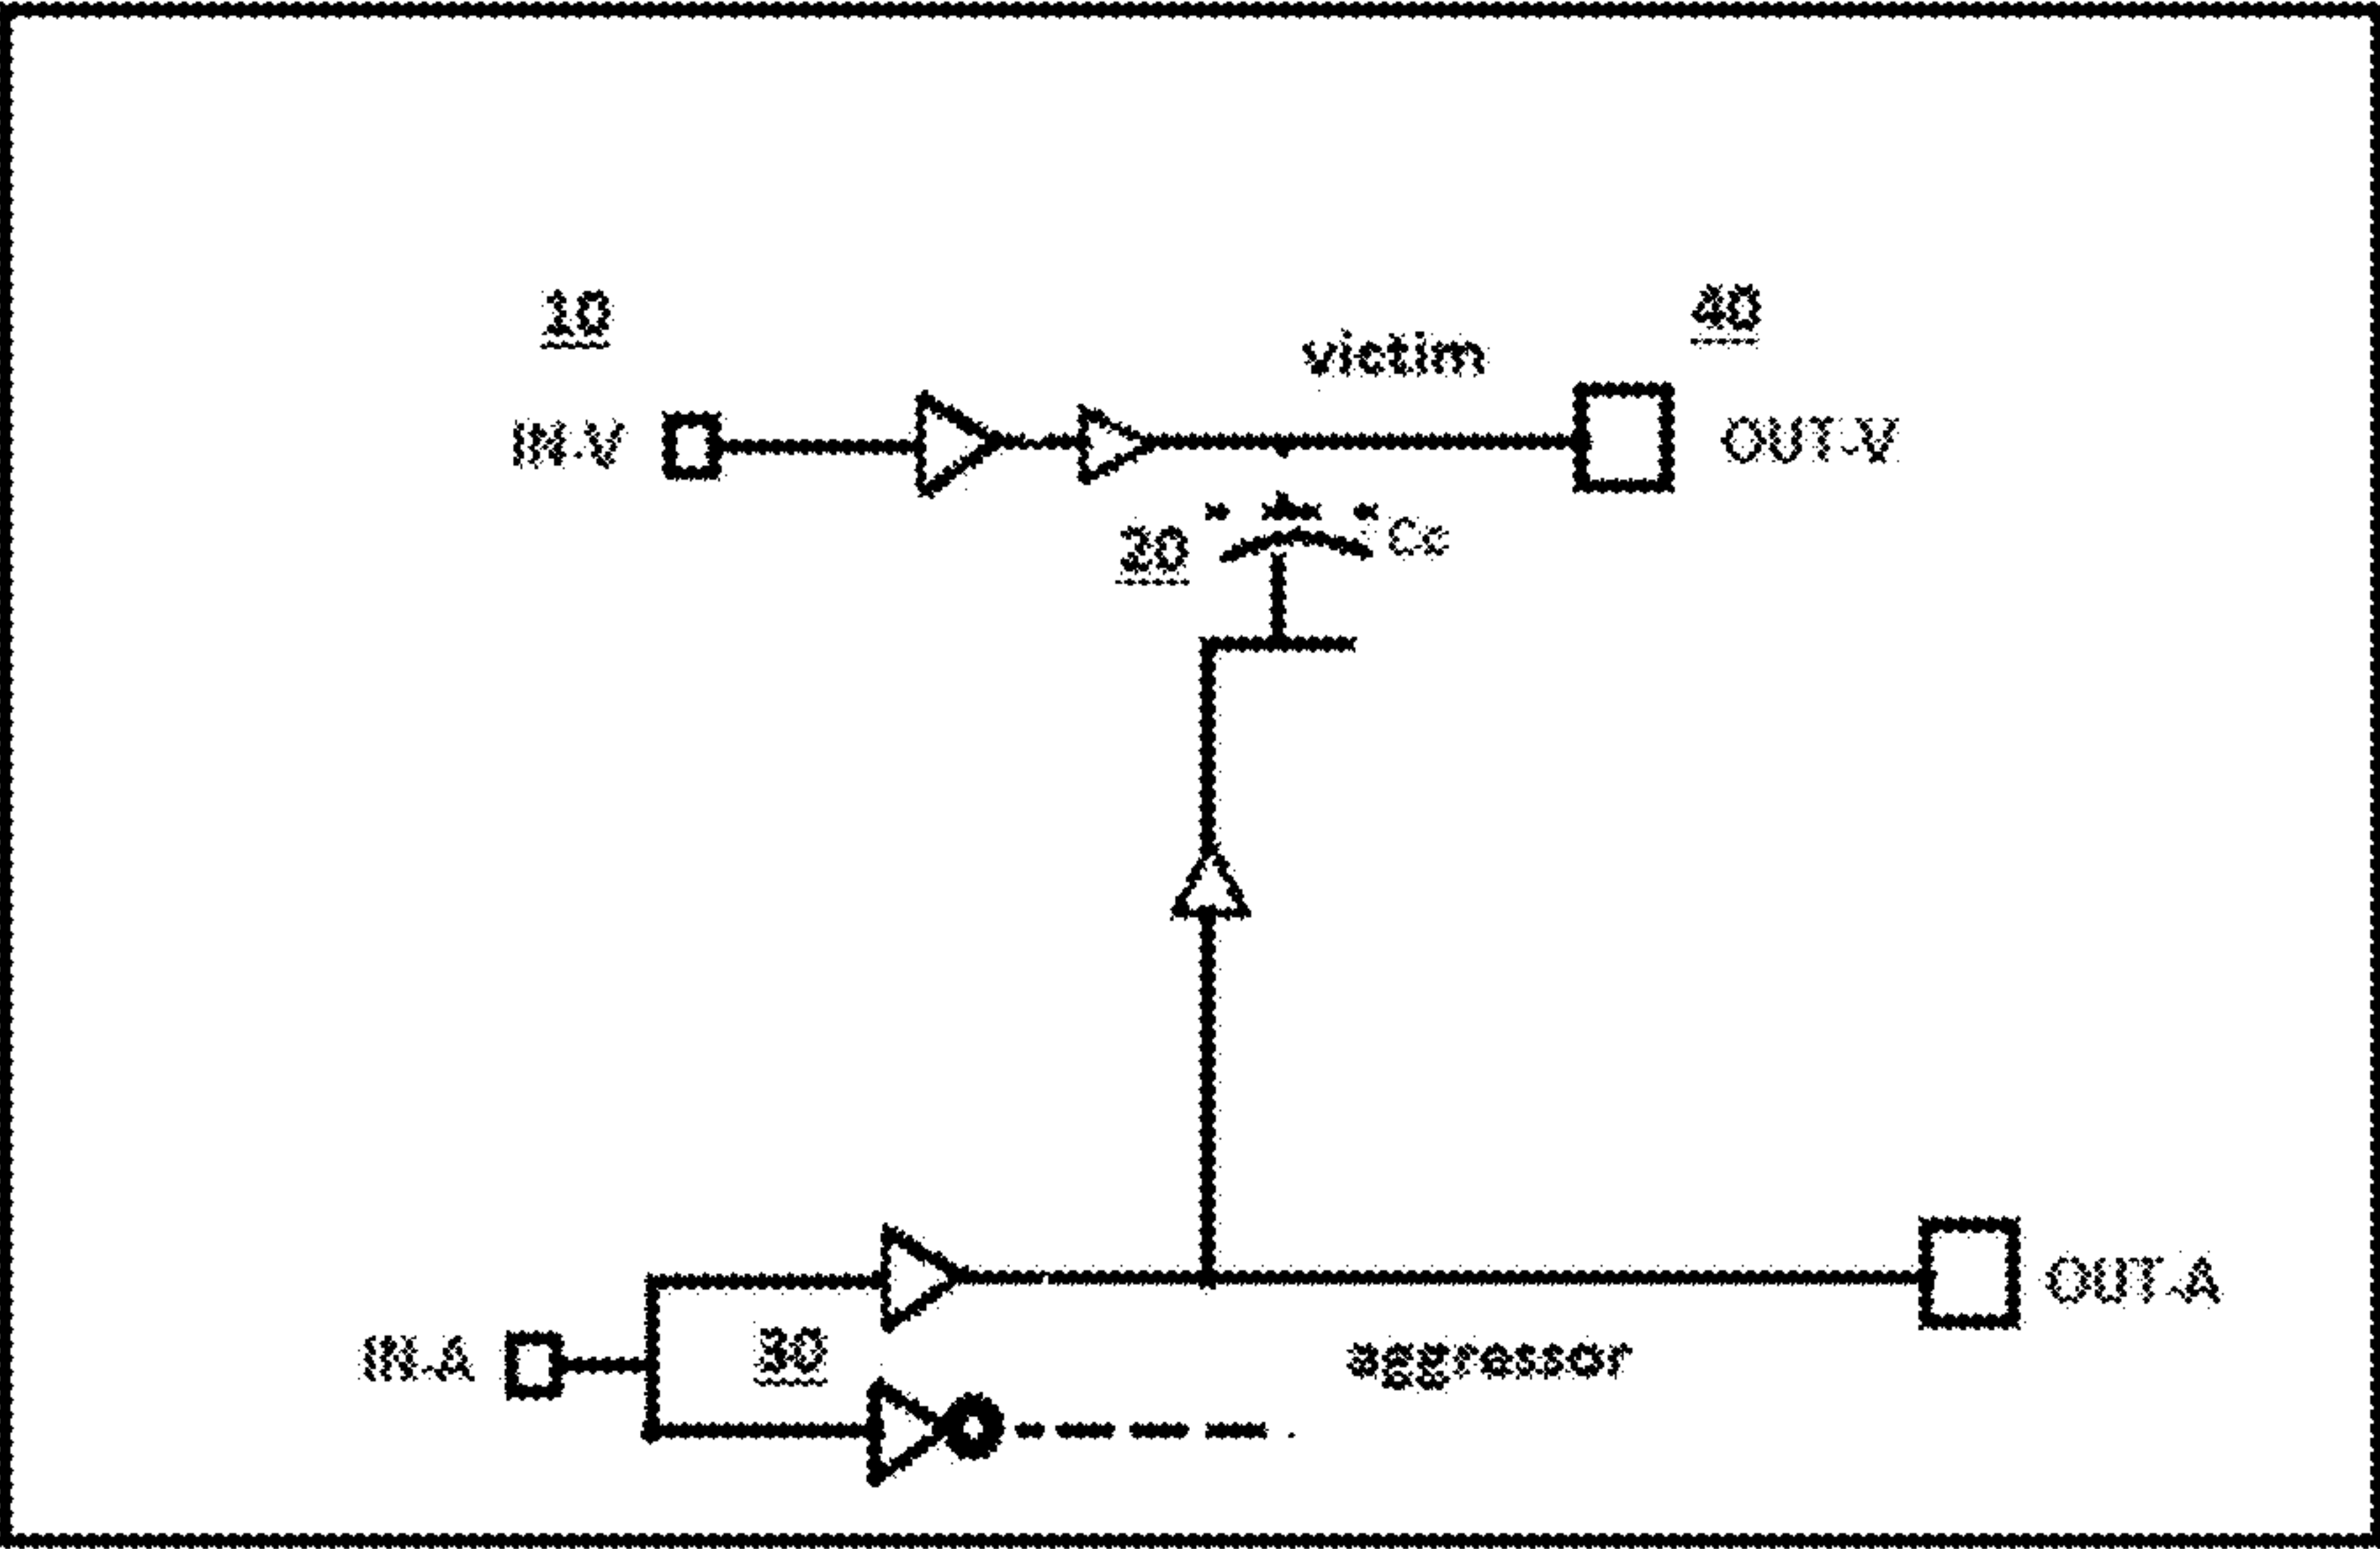 10
40
victim
IN-V
OUT-V
20
Cc
OUT-A
30
IN-A
aggressor